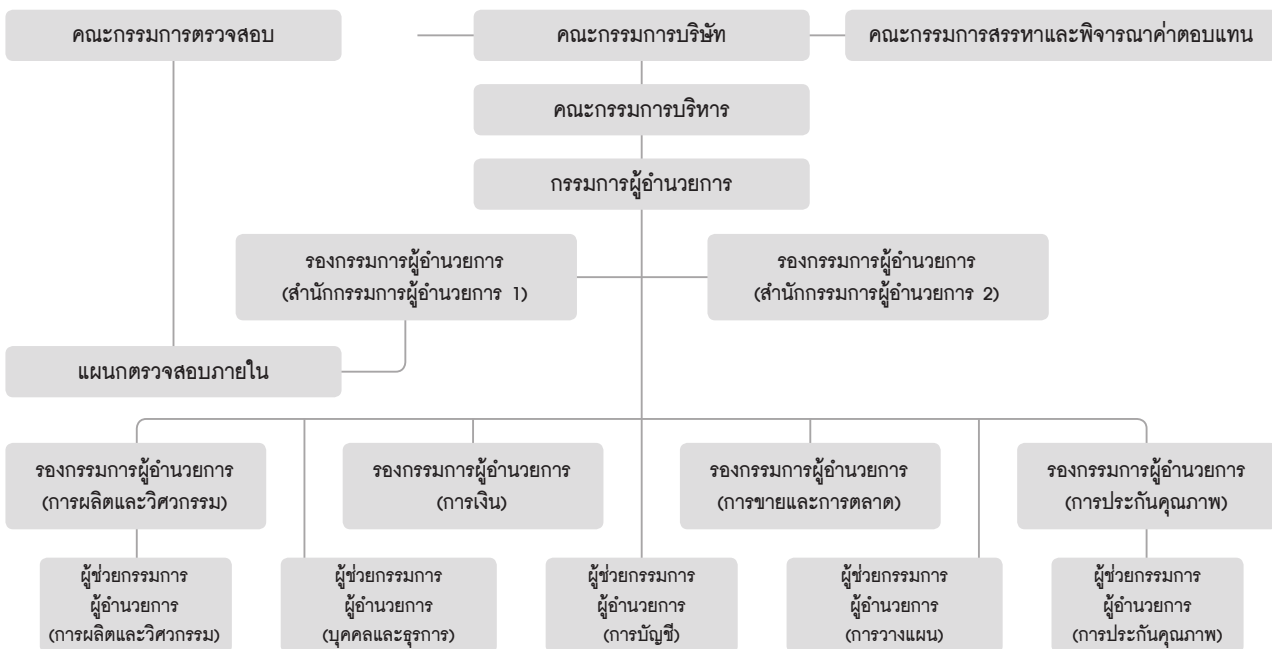 คณะกรรมการตรวจสอบ
คณะกรรมการบริษัท
คณะกรรมการสรรหาและพิจารณาค่าตอบแทน
คณะกรรมการบริหาร
กรรมการผู้อำนวยการ
รองกรรมการผู้อำนวยการ
(สำนักกรรมการผู้อำนวยการ 1)
รองกรรมการผู้อำนวยการ
(สำนักกรรมการผู้อำนวยการ 2)
แผนกตรวจสอบภายใน
รองกรรมการผู้อำนวยการ
(การผลิตและวิศวกรรม)
รองกรรมการผู้อำนวยการ
(การเงิน)
รองกรรมการผู้อำนวยการ
(การขายและการตลาด)
รองกรรมการผู้อำนวยการ
(การประกันคุณภาพ)
ผู้ช่วยกรรมการ
ผู้อำนวยการ
(การผลิตและวิศวกรรม)
ผู้ช่วยกรรมการ
ผู้อำนวยการ
(บุคคลและธุรการ)
ผู้ช่วยกรรมการ
ผู้อำนวยการ
(การบัญชี)
ผู้ช่วยกรรมการ
ผู้อำนวยการ
(การวางแผน)
ผู้ช่วยกรรมการ
ผู้อำนวยการ
(การประกันคุณภาพ)